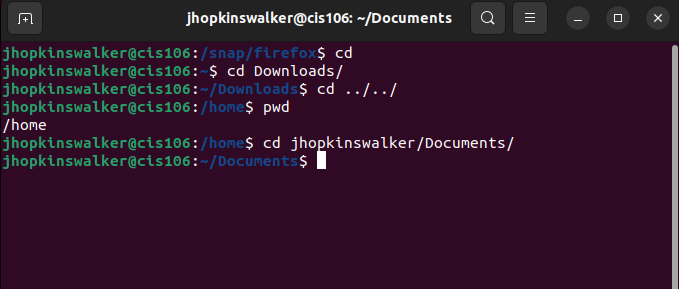 jhopkinswalker@cis106: ~/Documents
jhopkinswalker@cis106:/snap/firefox$ cd
jhopkinswalker@cis106:~$ cd Downloads/
jhopkinswalker@cis106:~/Downloads$ cd ../../
jhopkinswalker@cis106:/home$ pwd
/home
jhopkinswalker@cis106:/home$ cd jhopkinswalker/Documents/
jhopkinswalker@cis106:~/Documents$